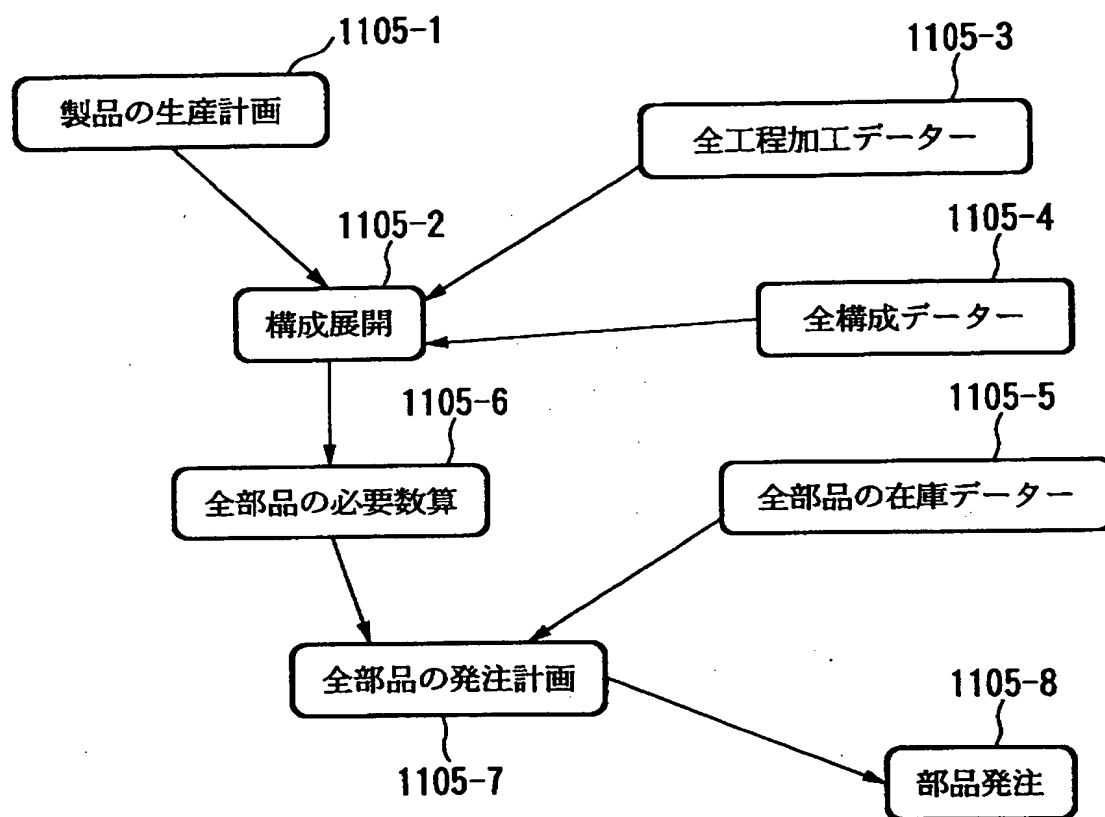 1105-1
製品の生産計画
1105-3
全工程加工データー
1105-2
構成展開
1105-4
全構成データー
1105-6
全部品の必要数算
1105-5
全部品の在庫データー
全部品の発注計画
1105-7
1105-8
部品発注